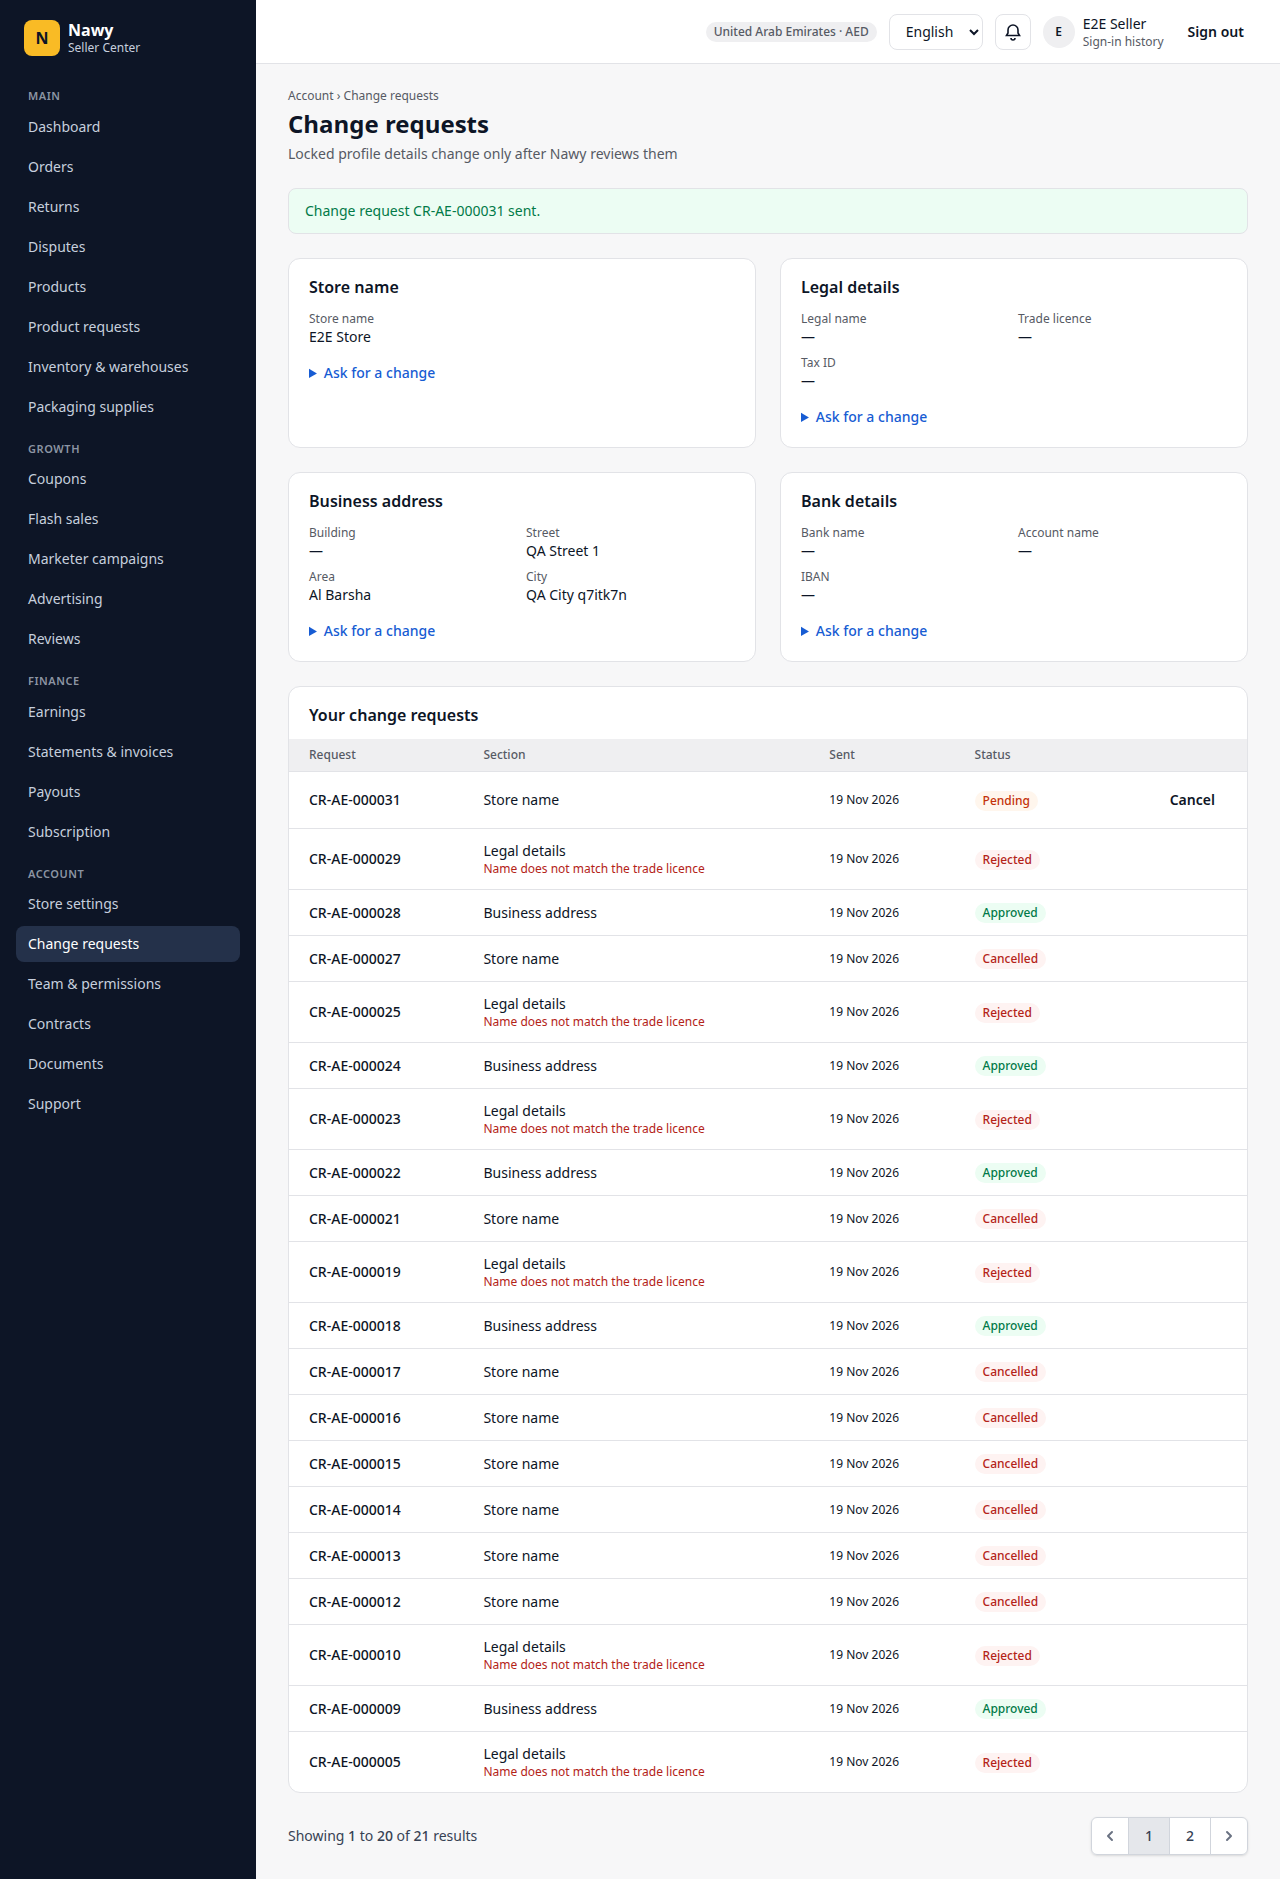 N
Nawy
Seller Center
MAIN
Dashboard
Orders
Returns
Disputes
Products
Product requests
Inventory & warehouses
Packaging supplies
GROWTH
Coupons
Flash sales
Marketer campaigns
Advertising
Reviews
FINANCE
Earnings
Statements & invoices
Payouts
Subscription
ACCOUNT
Store settings
Change requests
Team & permissions
Contracts
Documents
Support
United Arab Emirates · AED
English
E
E2E Seller
Sign-in history
Sign out
Account › Change requests
Change requests
Locked profile details change only after Nawy reviews them
Change request CR-AE-000031 sent.
Store name
Store name
E2E Store
Ask for a change
Legal details
Legal name Trade licence
— —
Tax ID
—
Ask for a change
Business address
Building Street
— QA Street 1
Area City
Al Barsha QA City q7itk7n
Ask for a change
Bank details
Bank name Account name
— —
IBAN
—
Ask for a change
Your change requests
Request Section Sent Status
CR-AE-000031 Store name 19 Nov 2026 Pending Cancel
CR-AE-000029 Legal details 19 Nov 2026 Rejected
Name does not match the trade licence
CR-AE-000028 Business address 19 Nov 2026 Approved
CR-AE-000027 Store name 19 Nov 2026 Cancelled
CR-AE-000025 Legal details 19 Nov 2026 Rejected
Name does not match the trade licence
CR-AE-000024 Business address 19 Nov 2026 Approved
CR-AE-000023 Legal details 19 Nov 2026 Rejected
Name does not match the trade licence
CR-AE-000022 Business address 19 Nov 2026 Approved
CR-AE-000021 Store name 19 Nov 2026 Cancelled
CR-AE-000019 Legal details 19 Nov 2026 Rejected
Name does not match the trade licence
CR-AE-000018 Business address 19 Nov 2026 Approved
CR-AE-000017 Store name 19 Nov 2026 Cancelled
CR-AE-000016 Store name 19 Nov 2026 Cancelled
CR-AE-000015 Store name 19 Nov 2026 Cancelled
CR-AE-000014 Store name 19 Nov 2026 Cancelled
CR-AE-000013 Store name 19 Nov 2026 Cancelled
CR-AE-000012 Store name 19 Nov 2026 Cancelled
CR-AE-000010 Legal details 19 Nov 2026 Rejected
Name does not match the trade licence
CR-AE-000009 Business address 19 Nov 2026 Approved
CR-AE-000005 Legal details 19 Nov 2026 Rejected
Name does not match the trade licence
Showing 1 to 20 of 21 results
1 2